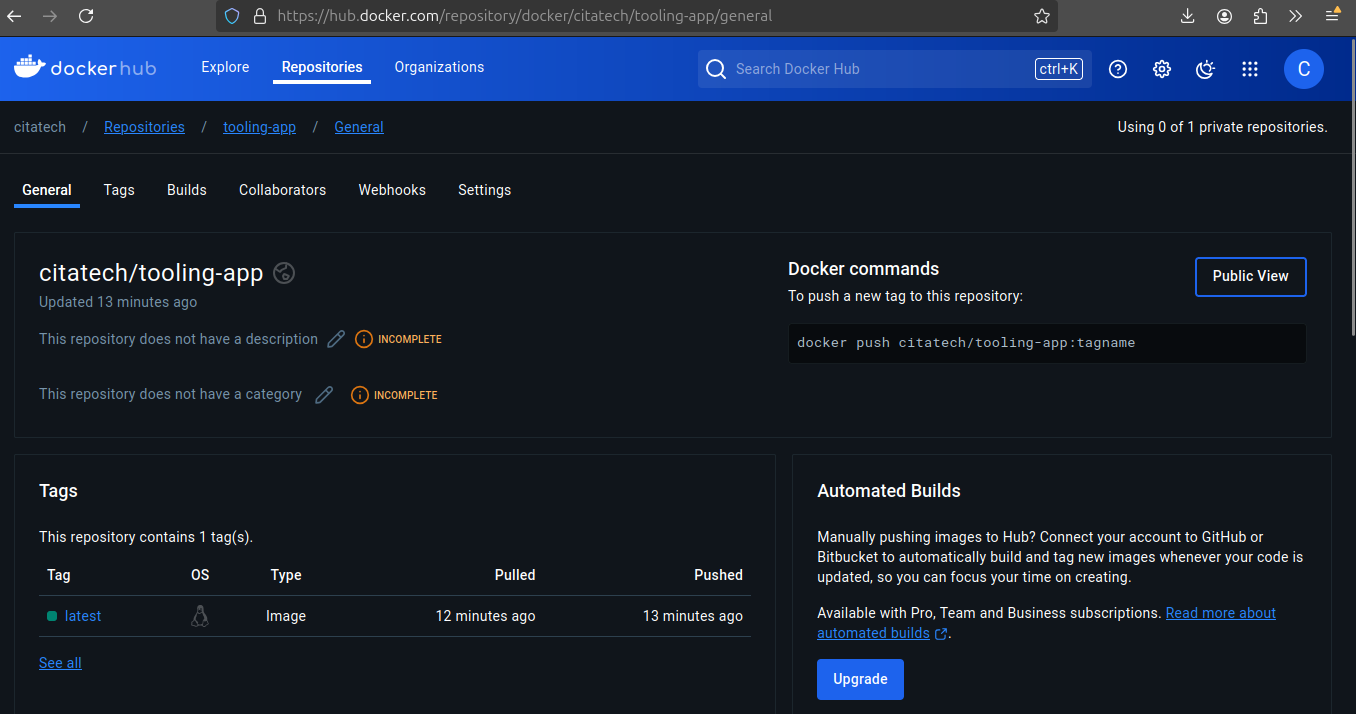 https://hub.docker.com/repository/docker/citatech/tooling-app/general
dockerhub
Explore
Repositories
Organizations
Search Docker Hub
ctrl+K
C
citatech / Repositories / tooling-app / General
Using 0 of 1 private repositories.
General
Tags
Builds
Collaborators
Webhooks
Settings
citatech/tooling-app
Updated 13 minutes ago
This repository does not have a description
INCOMPLETE
This repository does not have a category
INCOMPLETE
Docker commands
To push a new tag to this repository:
Public View
docker push citatech/tooling-app:tagname
Tags
This repository contains 1 tag(s).
Tag OS Type Pulled Pushed
latest Image 12 minutes ago 13 minutes ago
See all
Automated Builds
Manually pushing images to Hub? Connect your account to GitHub or
Bitbucket to automatically build and tag new images whenever your code is
updated, so you can focus your time on creating.
Available with Pro, Team and Business subscriptions. Read more about
automated builds.
Upgrade